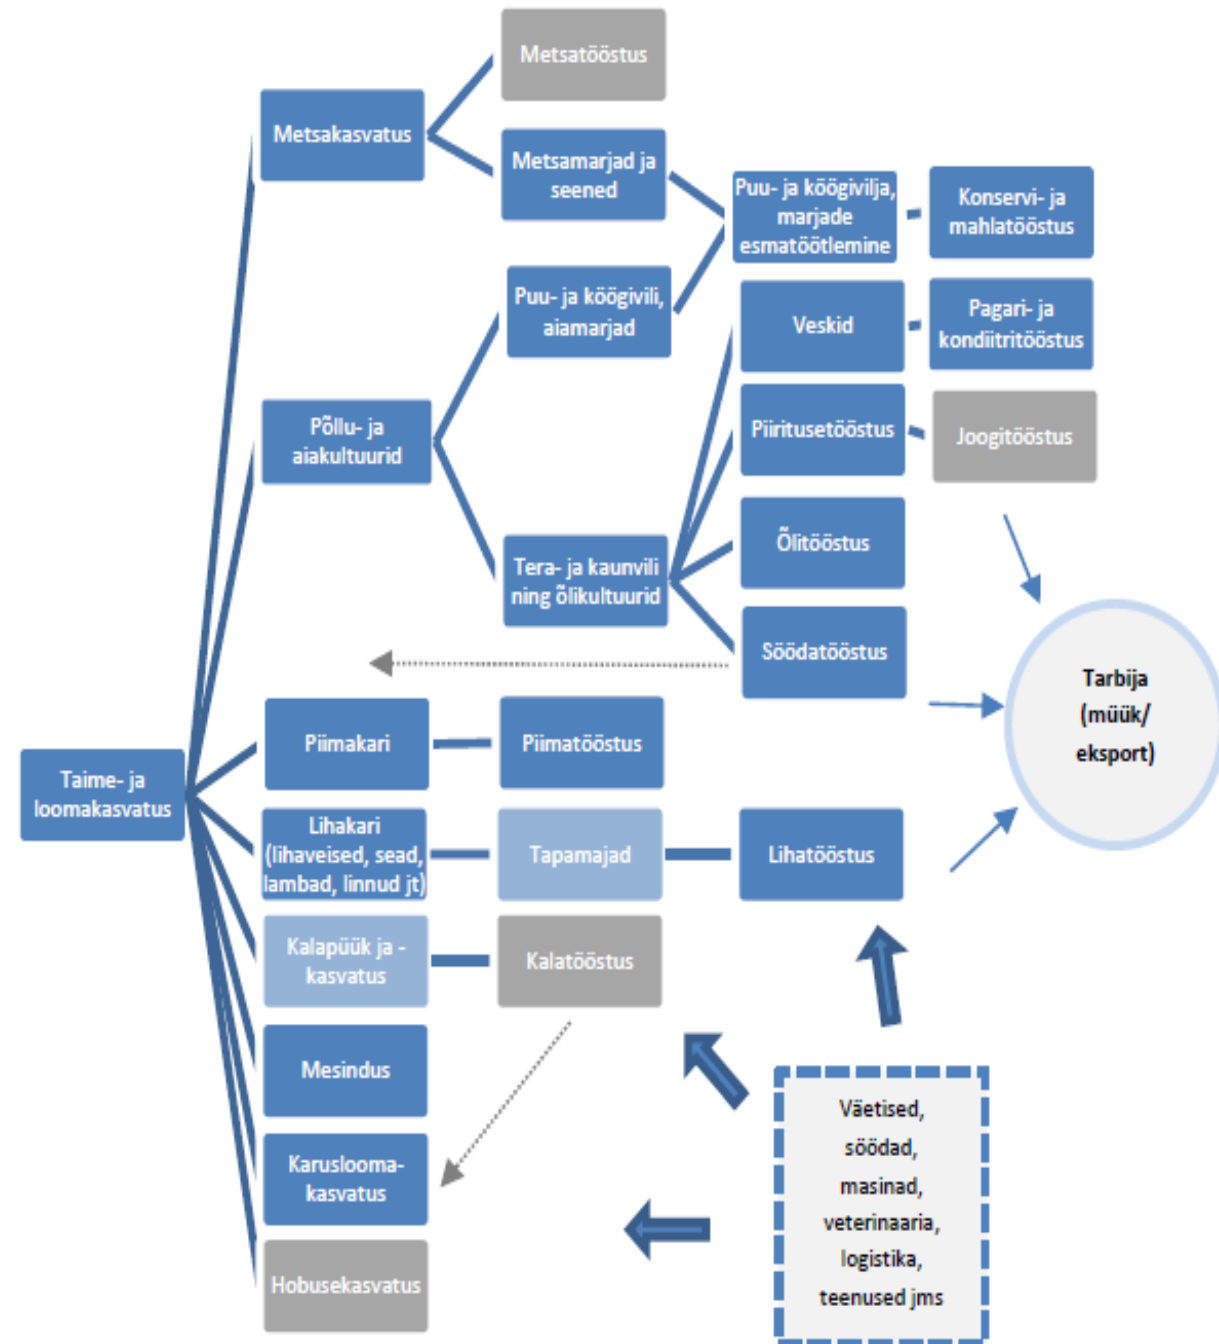 Metsatööstus
Metsakasvatus
Metsamarjad ja
seened
Puu- ja köögivilja,
marjade
esmatöötlemine
Konservi- ja
mahlatööstus
Puu- ja köögivili,
aiamarjad
Veskid
Pagari- ja
kondiitritööstus
Põllu- ja
aiakultuurid
Piiritusetööstus
Joogitööstus
Tera- ja kaunvili
ning õlikultuurid
Õlitööstus
Söödatööstus
Tarbija
(müük/
eksport)
Taime- ja
loomakasvatus
Piimakari
Piimatööstus
Lihakari
(lihaveised, sead,
lambad, linnud jt)
Tapamajad
Lihatööstus
Kalapüük ja -
kasvatus
Kalatööstus
Mesindus
Karuslooma-
kasvatus
Hobusekasvatus
Väetised,
söödad,
masinad,
veterinaaria,
logistika,
teenused jms